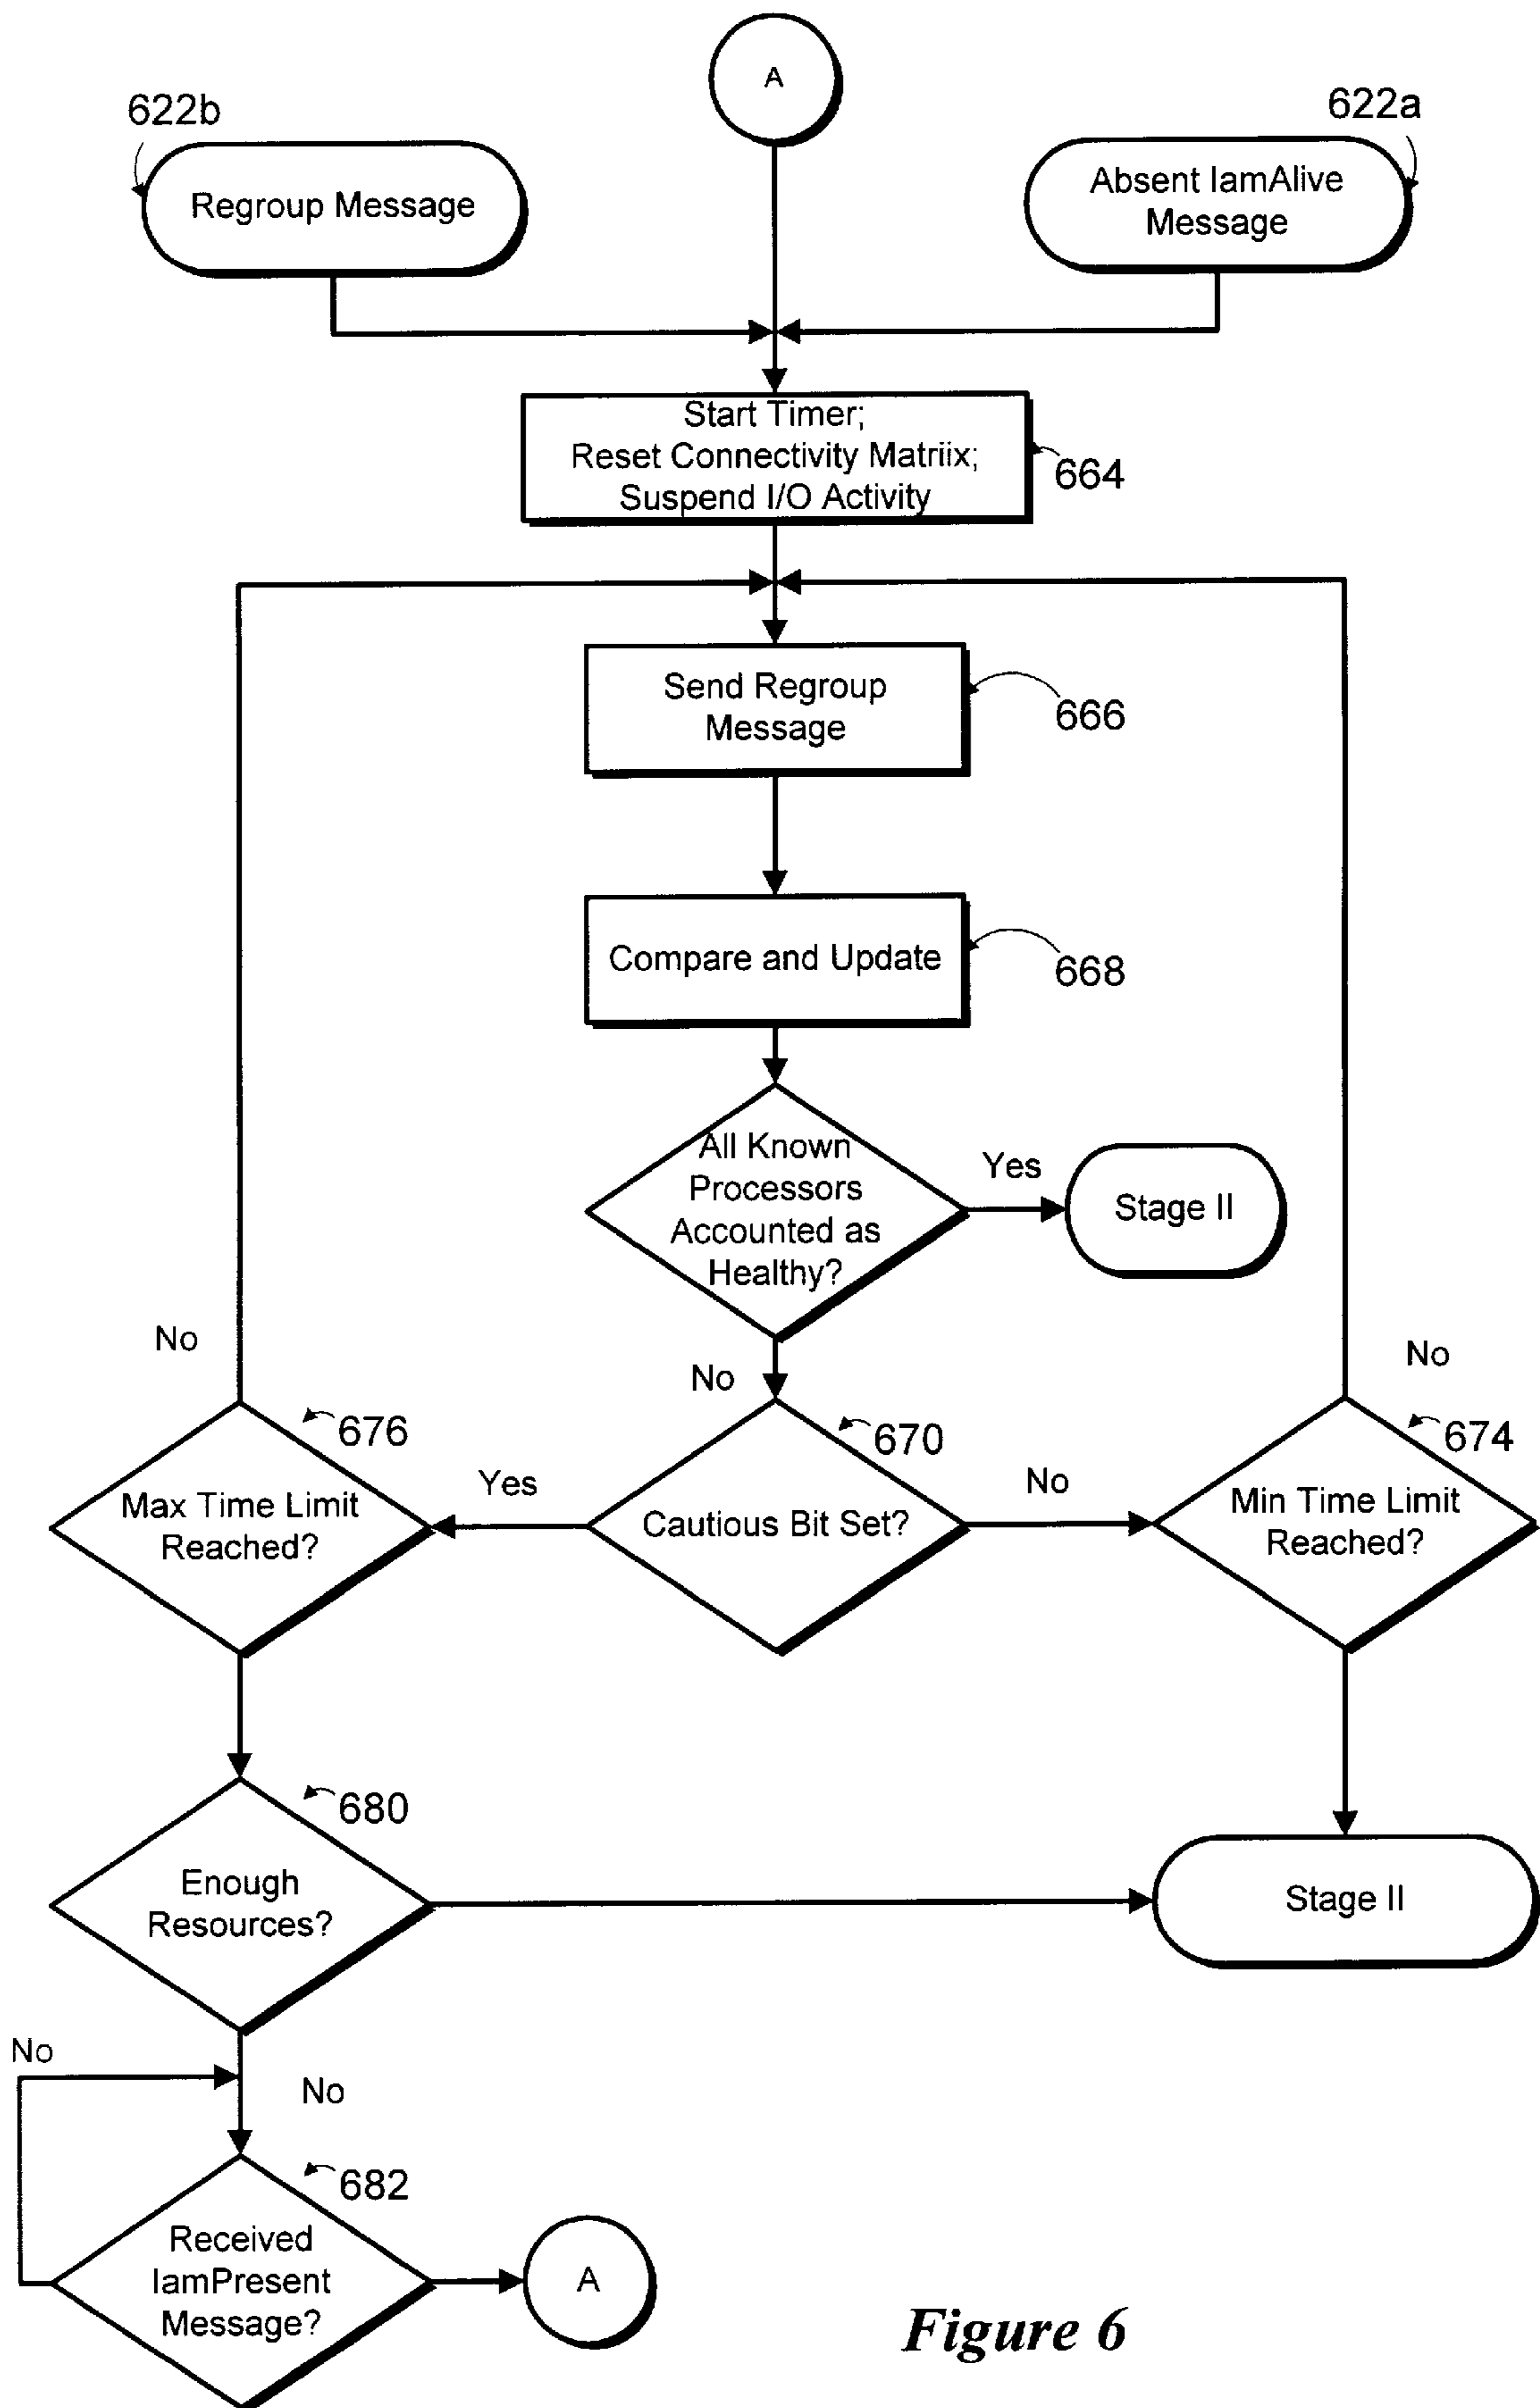 A
622b
622a
Regroup Message
Absent IamAlive
Message
Start Timer;
Reset Connectivity Matriix;
Suspend I/O Activity
664
Send Regroup
Message
666
Compare and Update
668
All Known
Processors
Accounted as
Healthy?
Yes
Stage II
No
No
No
676
670
674
Max Time Limit
Reached?
Yes
Cautious Bit Set?
No
Min Time Limit
Reached?
680
Enough
Resources?
Stage II
No
No
682
Received
IamPresent
Message?
A
Figure 6